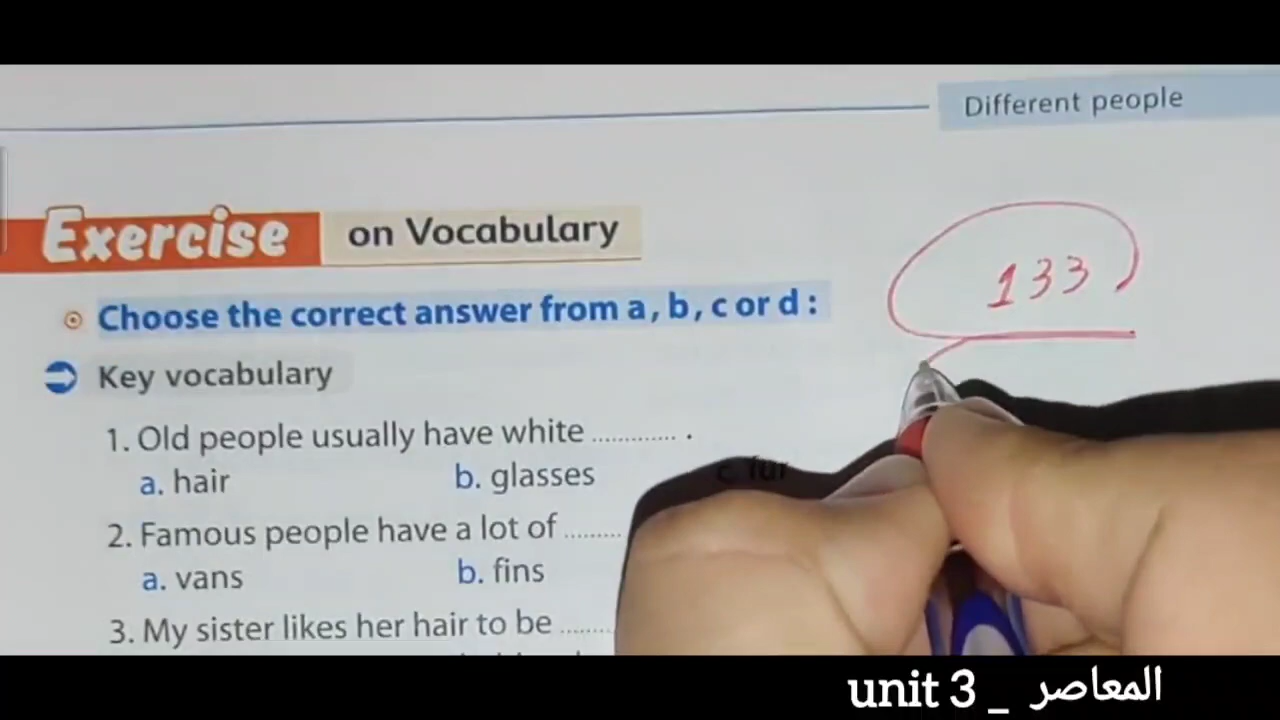 Different people
Exercise on Vocabulary
Choose the correct answer from a, b, c or d :
133
Key vocabulary
1. Old people usually have white ............. .
a. hair b. glasses c. fur
2. Famous people have a lot of .........
a. vans b. fins
3. My sister likes her hair to be ........
unit 3 _ المعاصر